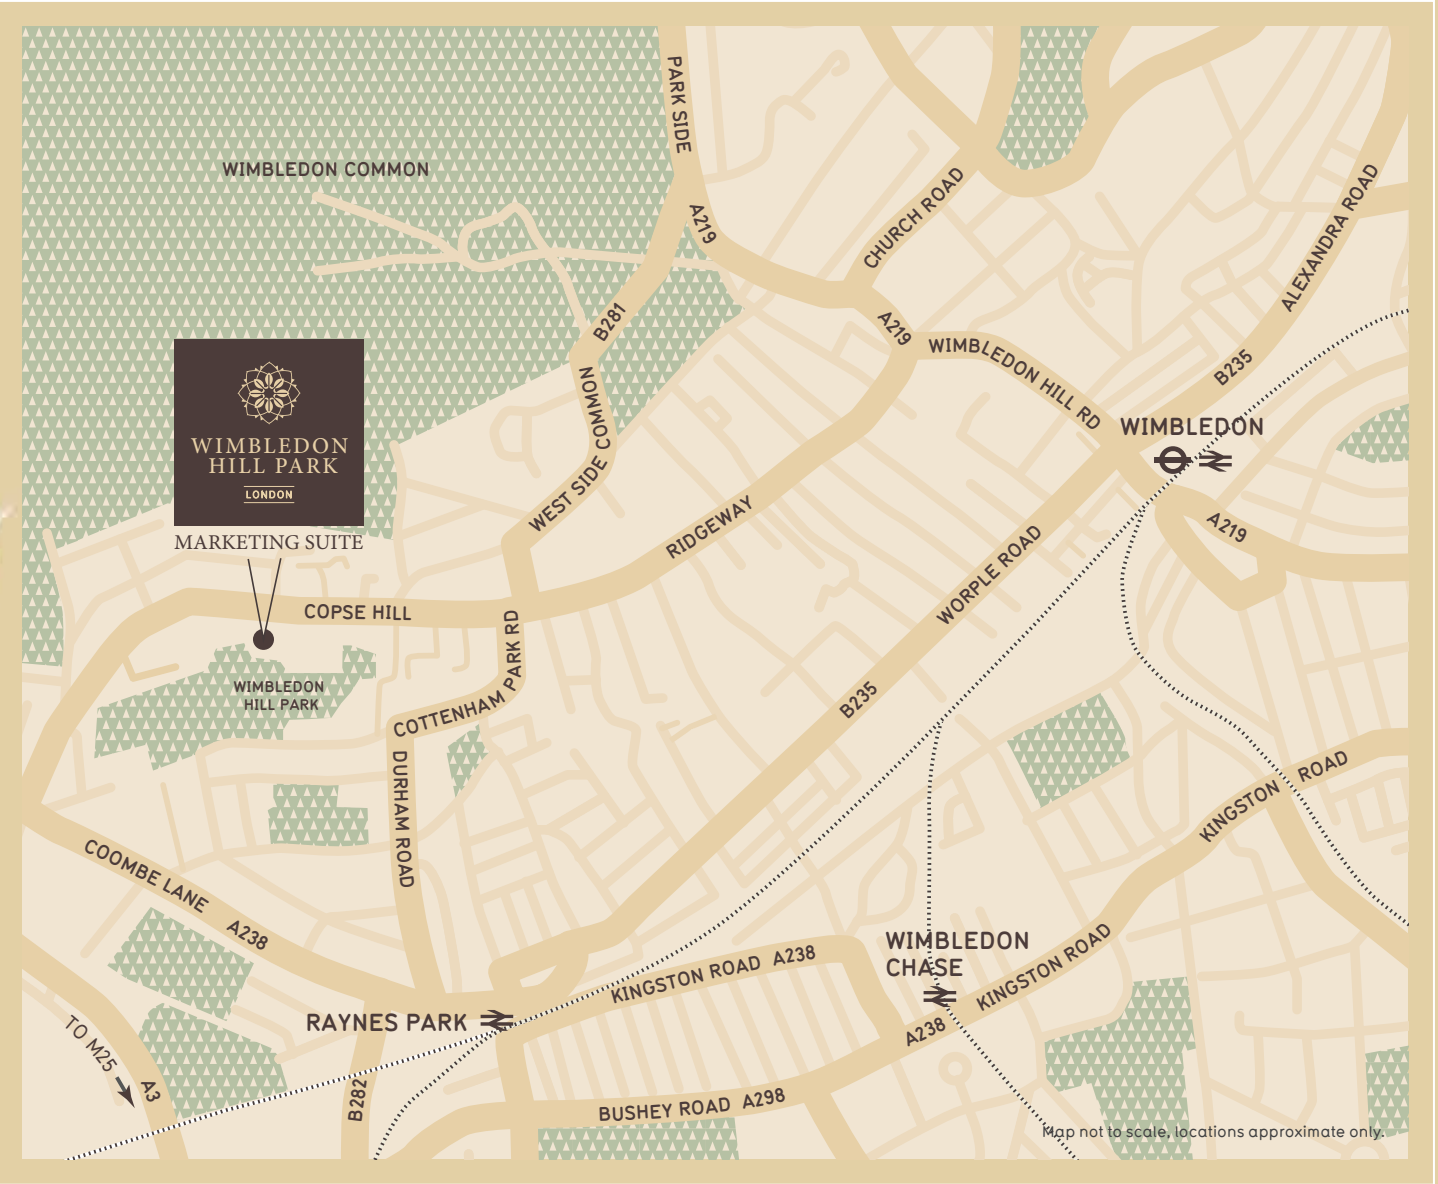 PARK SIDE
WIMBLEDON COMMON
CHURCH ROAD
A219
ALEXANDRA ROAD
B281
A219
WIMBLEDON HILL RD
B235
WIMBLEDON
HILL PARK
LONDON
MARKETING SUITE
WEST SIDE COMMON
WIMBLEDON
RIDGEWAY
A219
WORPLE ROAD
COPSE HILL
COTTENHAM PARK RD
WIMBLEDON
HILL PARK
B235
DURHAM ROAD
KINGSTON ROAD
COOMBE LANE A238
WIMBLEDON
CHASE
KINGSTON ROAD A238
KINGSTON ROAD
A238
RAYNES PARK
TO M25
A3
B282
BUSHEY ROAD A298
Map not to scale, locations approximate only.